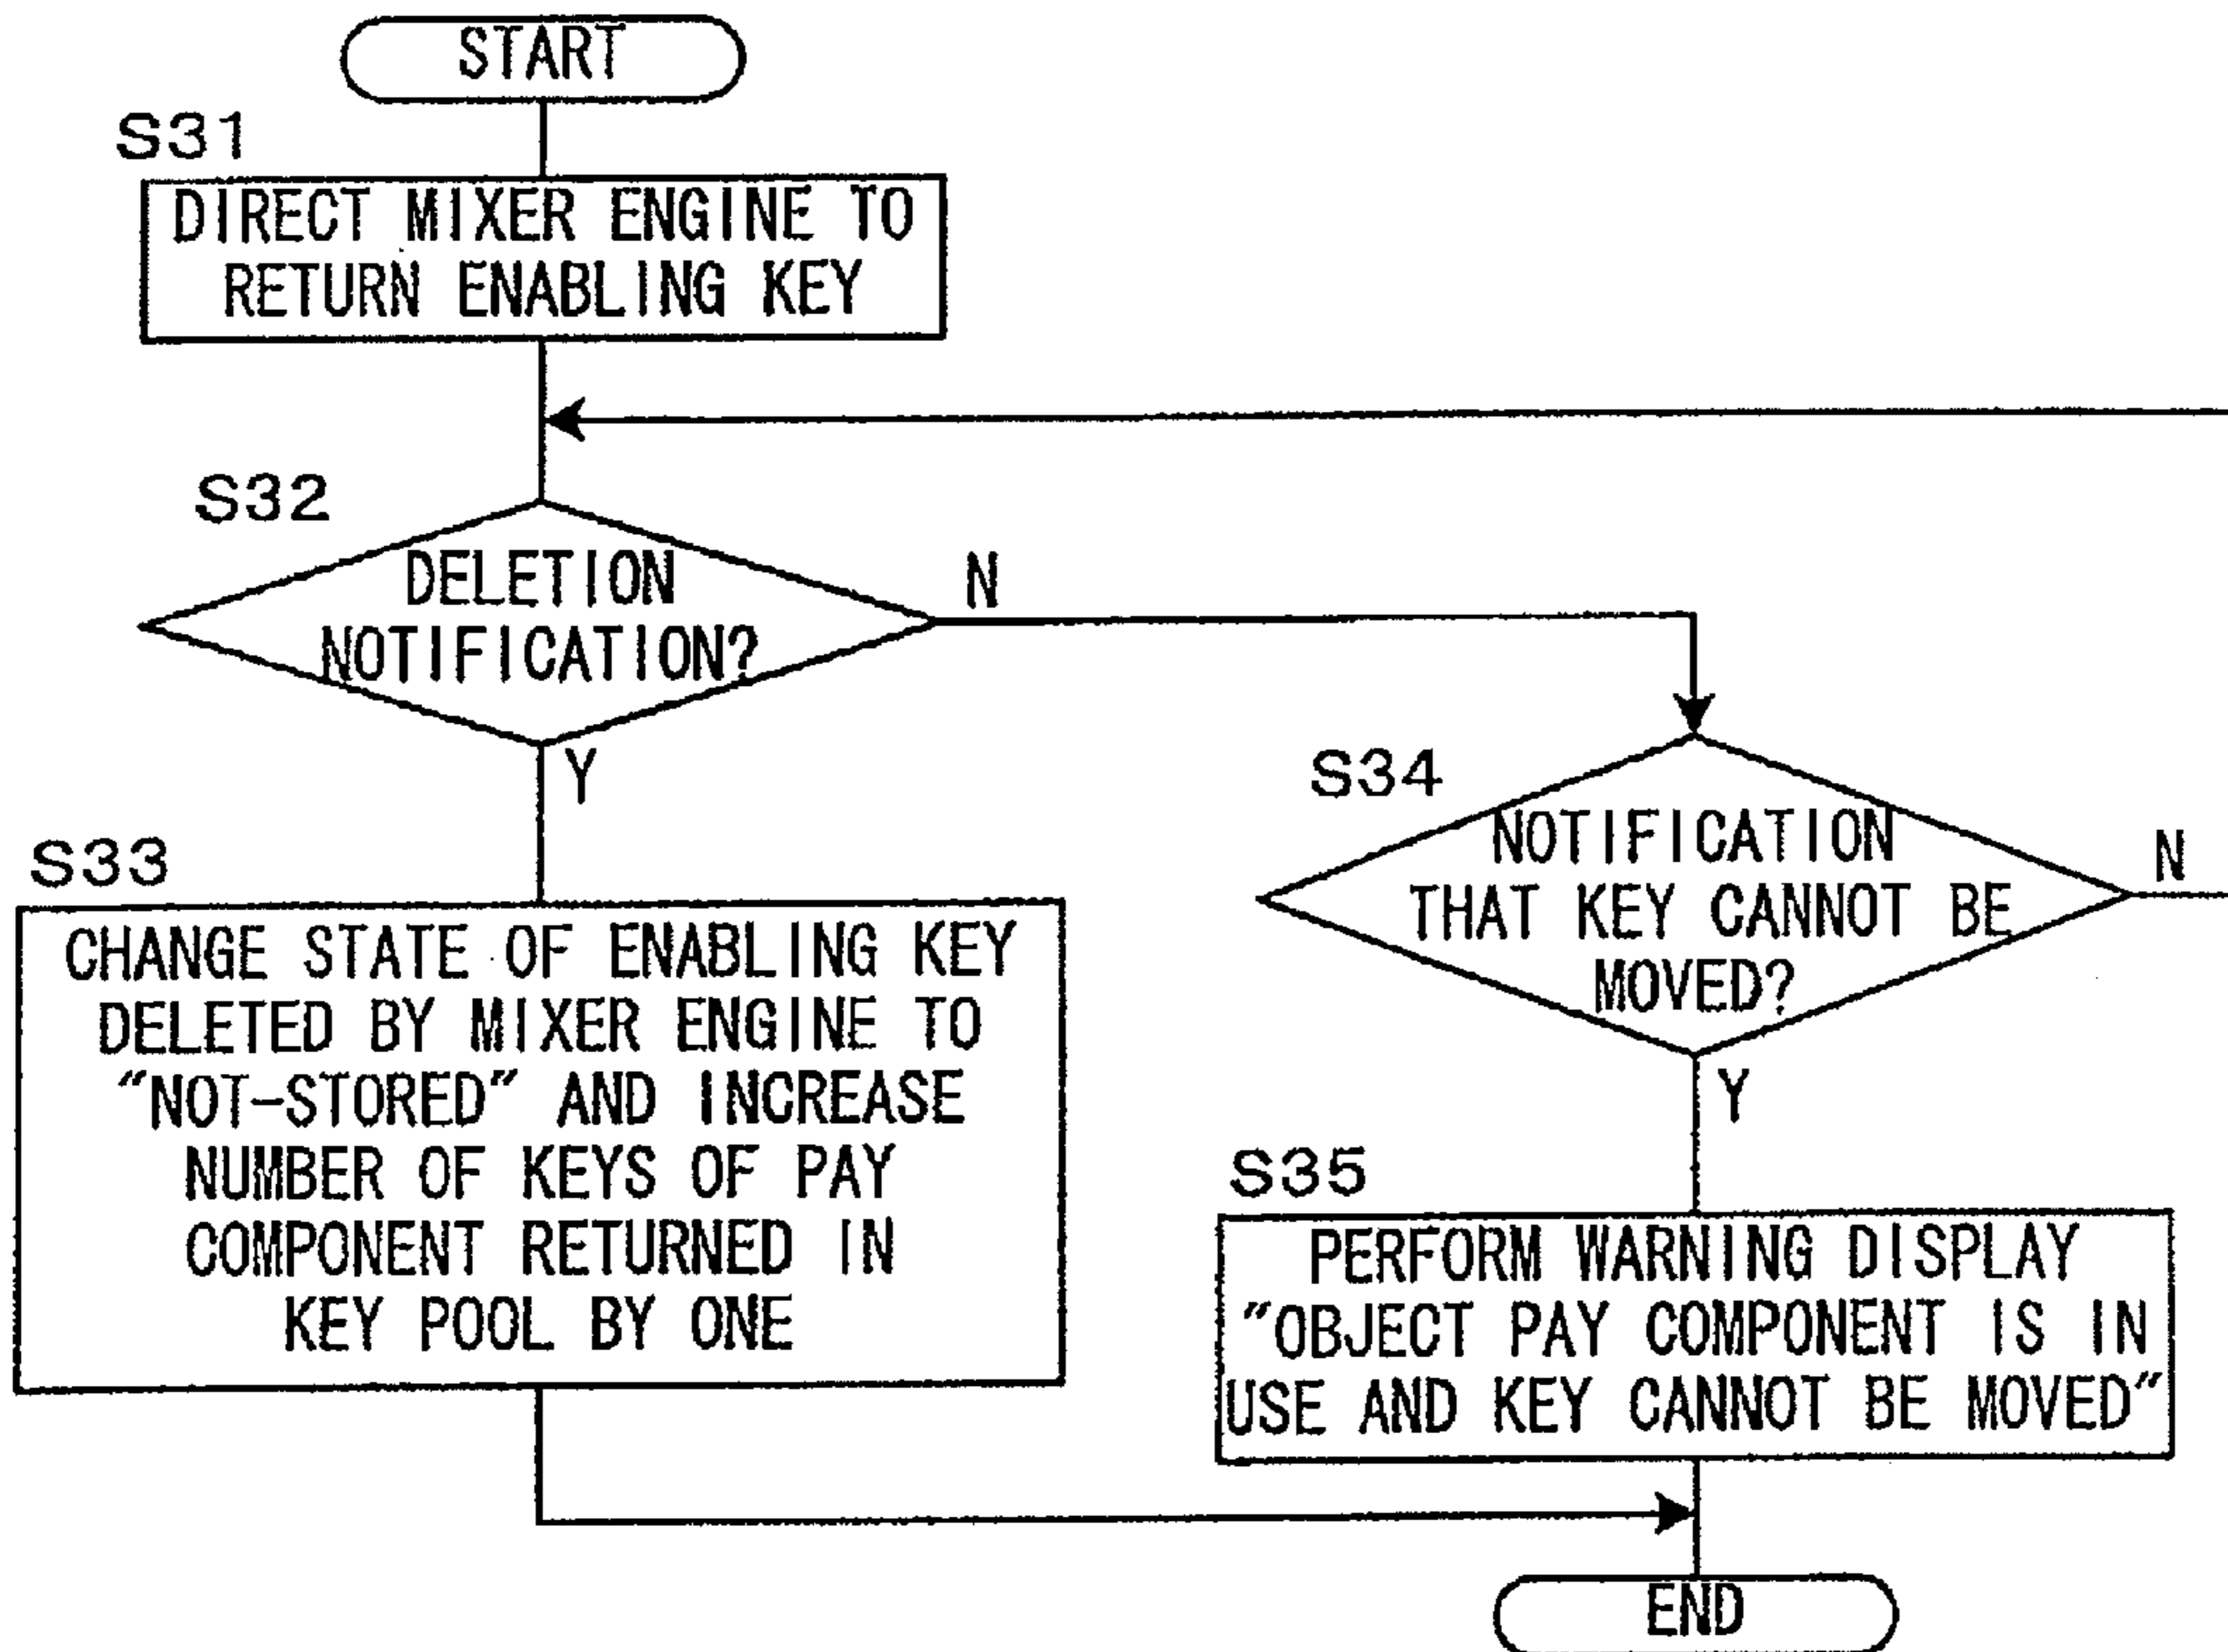 START
S31
DIRECT MIXER ENGINE TO
RETURN ENABLING KEY
S32
DELETION
NOTIFICATION?
N
Y
S33
CHANGE STATE OF ENABLING KEY
DELETED BY MIXER ENGINE TO
"NOT-STORED" AND INCREASE
NUMBER OF KEYS OF PAY
COMPONENT RETURNED IN
KEY POOL BY ONE
S34
NOTIFICATION
THAT KEY CANNOT BE
MOVED?
N
Y
S35
PERFORM WARNING DISPLAY
"OBJECT PAY COMPONENT IS IN
USE AND KEY CANNOT BE MOVED"
END